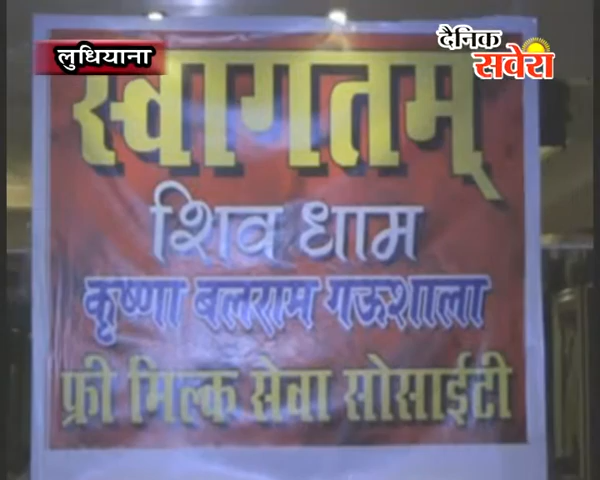 लुधियाना
दैनिक
सवेरा
स्वागतम्
शिव धाम
कृष्णा बलराम गऊशाला
फ्री मिल्क सेवा सोसाईटी